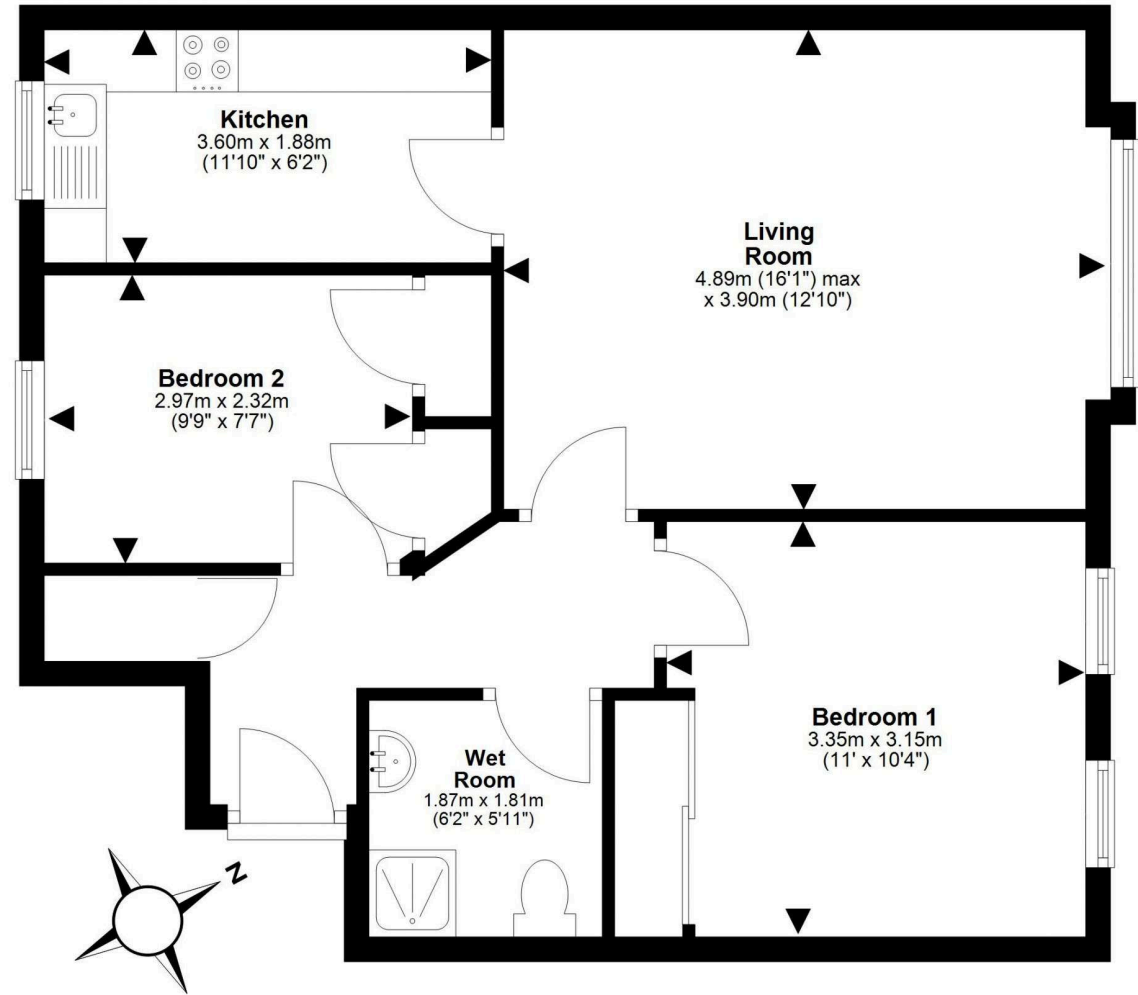 Kitchen
3.60m x 1.88m
(11'10" x 6'2")
Living
Room
4.89m (16'1") max
x 3.90m (12'10")
Bedroom 2
2.97m x 2.32m
(9'9" x 7'7")
Bedroom 1
3.35m x 3.15m
(11' x 10'4")
Wet
Room
1.87m x 1.81m
(6'2" x 5'11")
N